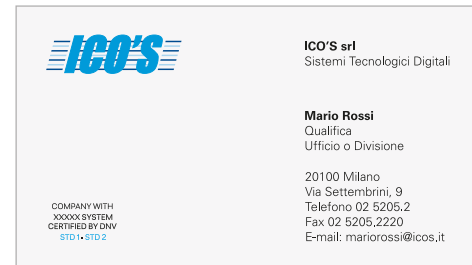 ICO'S
ICO'S srl
Sistemi Tecnologici Digitali
Mario Rossi
Qualifica
Ufficio o Divisione
20100 Milano
Via Settembrini, 9
Telefono 02 5205.2
Fax 02 5205.2220
E-mail: mariorossi@icos.it
COMPANY WITH
XXXXX SYSTEM
CERTIFIED BY DNV
STD 1 • STD 2